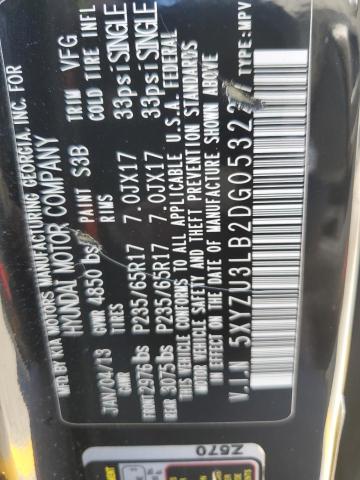 MFD. BY KIA MOTORS MANUFACTURING GEORGIA, INC. FOR
HYUNDAI MOTOR COMPANY
JAN/04/13 GVWR 4850 lbs PAINT S3B TRIM VFG
GAWR TIRES RIMS COLD TIRE INFL
FRONT 2976 lbs P235/65R17 7.0JX17 33psi SINGLE
REAR 3075 lbs P235/65R17 7.0JX17 33psi SINGLE
THIS VEHICLE CONFORMS TO ALL APPLICABLE U.S.A. FEDERAL
MOTOR VEHICLE SAFETY AND THEFT PREVENTION STANDARDS
IN EFFECT ON THE DATE OF MANUFACTURE SHOWN ABOVE
V.I.N 5XYZU3LB2DG05322 TYPE:MPV
Z670